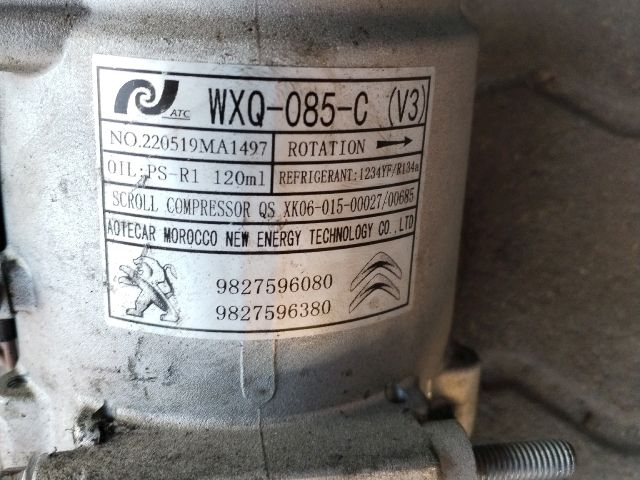 ATC WXQ-085-C (V3)
NO.220519MA1497 ROTATION
OIL:PS-R1 120ml REFRIGERANT:1234YF/R134a
SCROLL COMPRESSOR QS XK06-015-00027/00685
AOTECAR MOROCCO NEW ENERGY TECHNOLOGY CO.,LTD
9827596080
9827596380